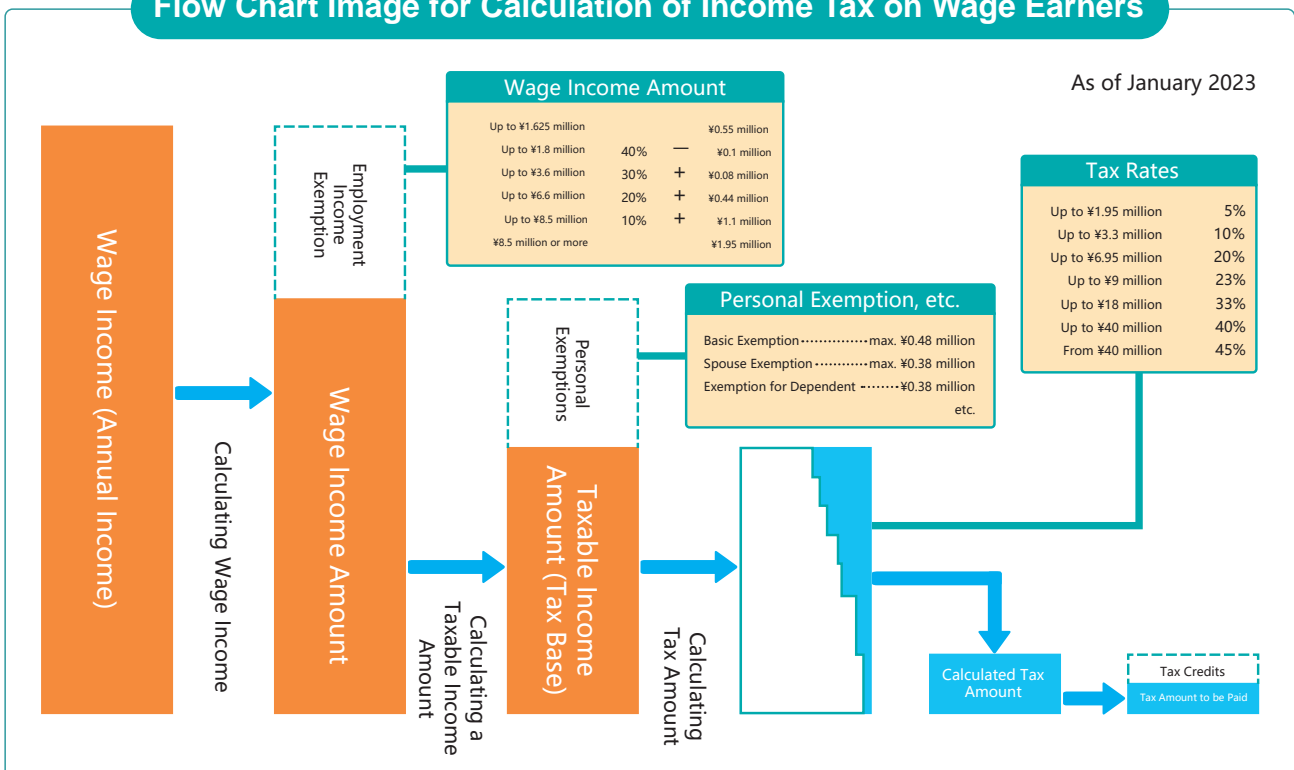 Flow Chart Image for Calculation of Income Tax on Wage Earners
As of January 2023
Wage Income (Annual Income)
Calculating Wage Income
Employment
Income
Exemption
Wage Income Amount
Wage Income Amount
Up to ¥1.625 million ¥0.55 million
Up to ¥1.8 million 40% — ¥0.1 million
Up to ¥3.6 million 30% + ¥0.08 million
Up to ¥6.6 million 20% + ¥0.44 million
Up to ¥8.5 million 10% + ¥1.1 million
¥8.5 million or more ¥1.95 million
Calculating a
Taxable Income
Amount
Personal
Exemptions
Taxable Income
Amount (Tax Base)
Personal Exemption, etc.
Basic Exemption ·············· max. ¥0.48 million
Spouse Exemption ············ max. ¥0.38 million
Exemption for Dependent ········ ¥0.38 million
etc.
Calculating
Tax Amount
Tax Rates
Up to ¥1.95 million 5%
Up to ¥3.3 million 10%
Up to ¥6.95 million 20%
Up to ¥9 million 23%
Up to ¥18 million 33%
Up to ¥40 million 40%
From ¥40 million 45%
Calculated Tax
Amount
Tax Credits
Tax Amount to be Paid